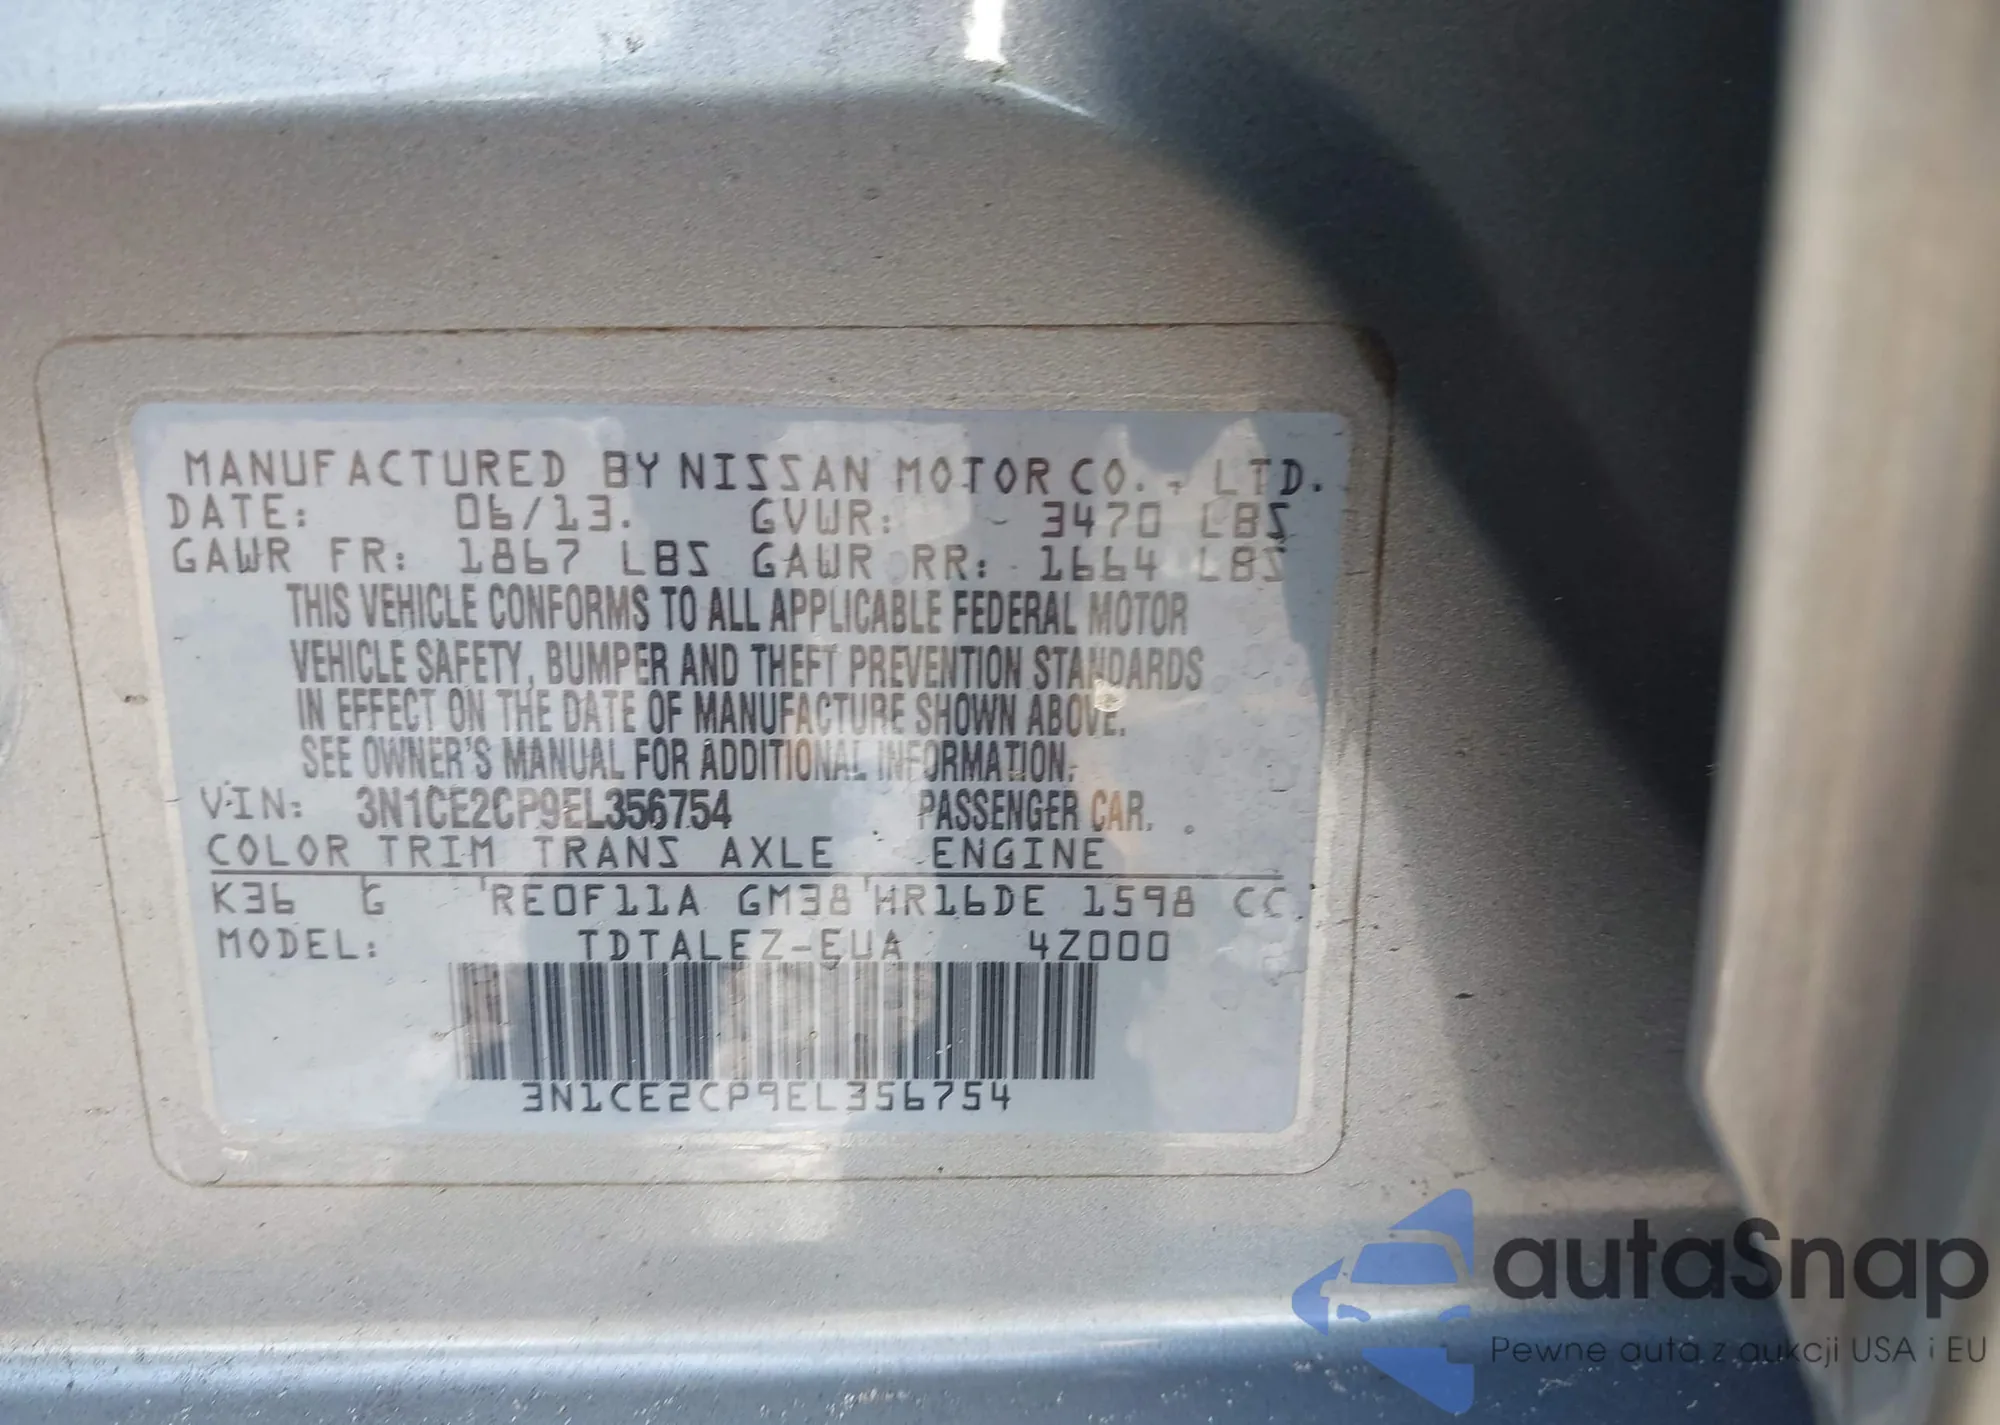 MANUFACTURED BY NISSAN MOTOR CO., LTD.
DATE: 06/13. GVWR: 3470 LBS
GAWR FR: 1867 LBS GAWR RR: 1664 LBS
THIS VEHICLE CONFORMS TO ALL APPLICABLE FEDERAL MOTOR
VEHICLE SAFETY, BUMPER AND THEFT PREVENTION STANDARDS
IN EFFECT ON THE DATE OF MANUFACTURE SHOWN ABOVE.
SEE OWNER'S MANUAL FOR ADDITIONAL INFORMATION.
VIN: 3N1CE2CP9EL356754 PASSENGER CAR.
COLOR TRIM TRANS AXLE ENGINE
K36 G RE0F11A GM38 HR16DE 1598 CC
MODEL: TDTALEZ-EUA 4Z000
3N1CE2CP9EL356754
autaSnap
Pewne auta z aukcji USA i EU